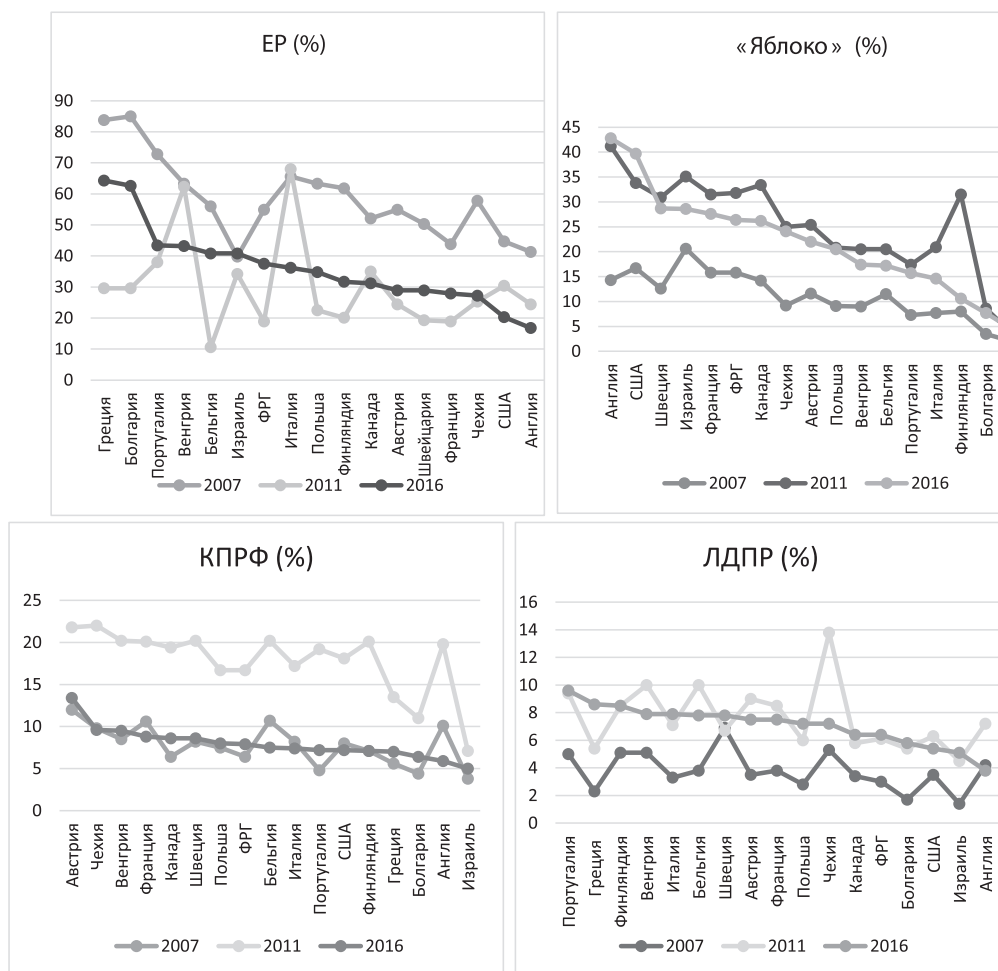 ЕР (%)
90
80
70
60
50
40
30
20
10
0
Греция
Болгария
Португалия
Венгрия
Бельгия
Израиль
ФРГ
Италия
Польша
Финляндия
Канада
Австрия
Швейцария
Франция
Чехия
США
Англия
2007 2011 2016
«Яблоко» (%)
45
40
35
30
25
20
15
10
5
0
Англия
США
Швеция
Израиль
Франция
ФРГ
Канада
Чехия
Австрия
Польша
Венгрия
Бельгия
Португалия
Италия
Финляндия
Болгария
2007 2011 2016
КПРФ (%)
25
20
15
10
5
0
Австрия
Чехия
Венгрия
Франция
Канада
Швеция
Польша
ФРГ
Бельгия
Италия
Португалия
США
Финляндия
Греция
Болгария
Англия
Израиль
2007 2011 2016
ЛДПР (%)
16
14
12
10
8
6
4
2
0
Португалия
Греция
Финляндия
Венгрия
Италия
Бельгия
Швеция
Австрия
Франция
Польша
Чехия
Канада
ФРГ
Болгария
США
Израиль
Англия
2007 2011 2016